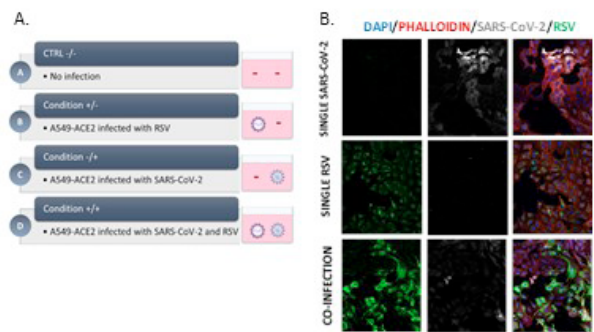 A.
CTRL -/-
A
▪ No infection
- -
Condition +/-
B
▪ A549-ACE2 infected with RSV
-
Condition -/+
C
▪ A549-ACE2 infected with SARS-CoV-2
-
Condition +/+
D
▪ A549-ACE2 infected with SARS-CoV-2 and RSV
B.
DAPI/PHALLOIDIN/SARS-CoV-2/RSV
SINGLE SARS-CoV-2
SINGLE RSV
CO-INFECTION